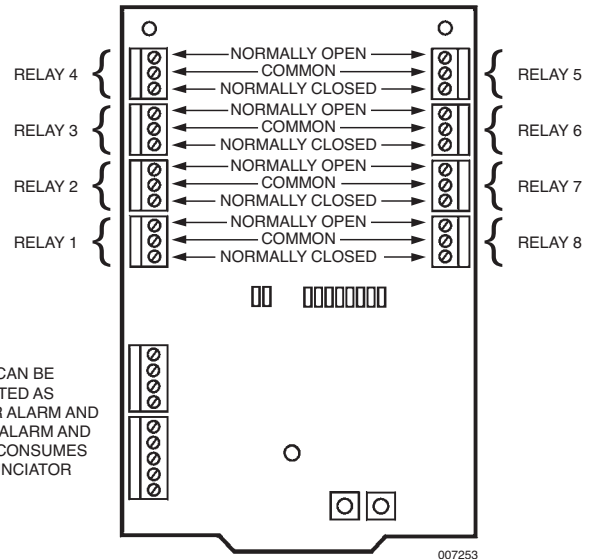 NORMALLY OPEN
RELAY 4 COMMON RELAY 5
NORMALLY CLOSED
NORMALLY OPEN
RELAY 3 COMMON RELAY 6
NORMALLY CLOSED
NORMALLY OPEN
RELAY 2 COMMON RELAY 7
NORMALLY CLOSED
NORMALLY OPEN
RELAY 1 COMMON RELAY 8
NORMALLY CLOSED
CAN BE
TED AS
R ALARM AND
ALARM AND
CONSUMES
NCIATOR
007253